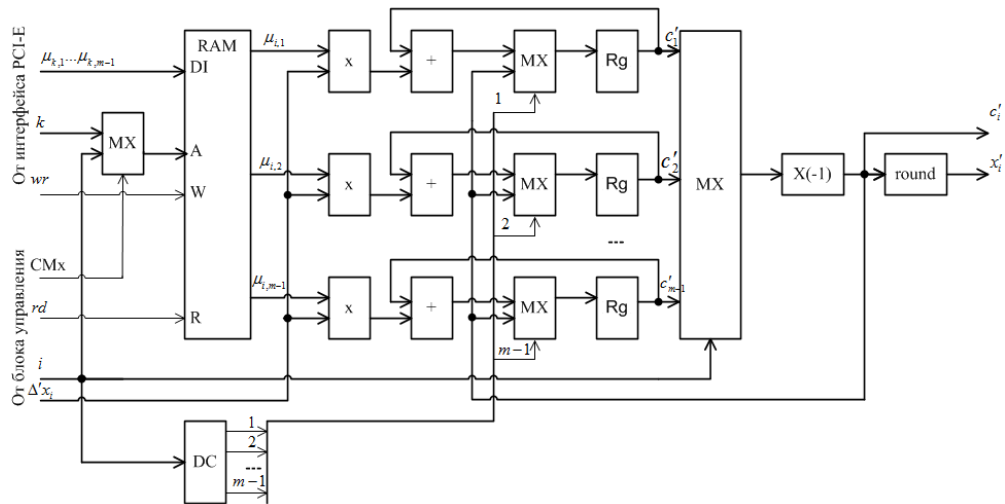 От интерфейса PCI-E
От блока управления
μk,1...μk,m-1
k
wr
CMx
rd
i
Δ'xi
MX
RAM
DI
A
W
R
μi,1
x
+
MX
Rg
c'1
1
μi,2
x
+
MX
Rg
c'2
2
---
μi,m-1
x
+
MX
Rg
c'm-1
m-1
MX
X(-1)
round
c'i
x'i
DC
1
2
---
m-1